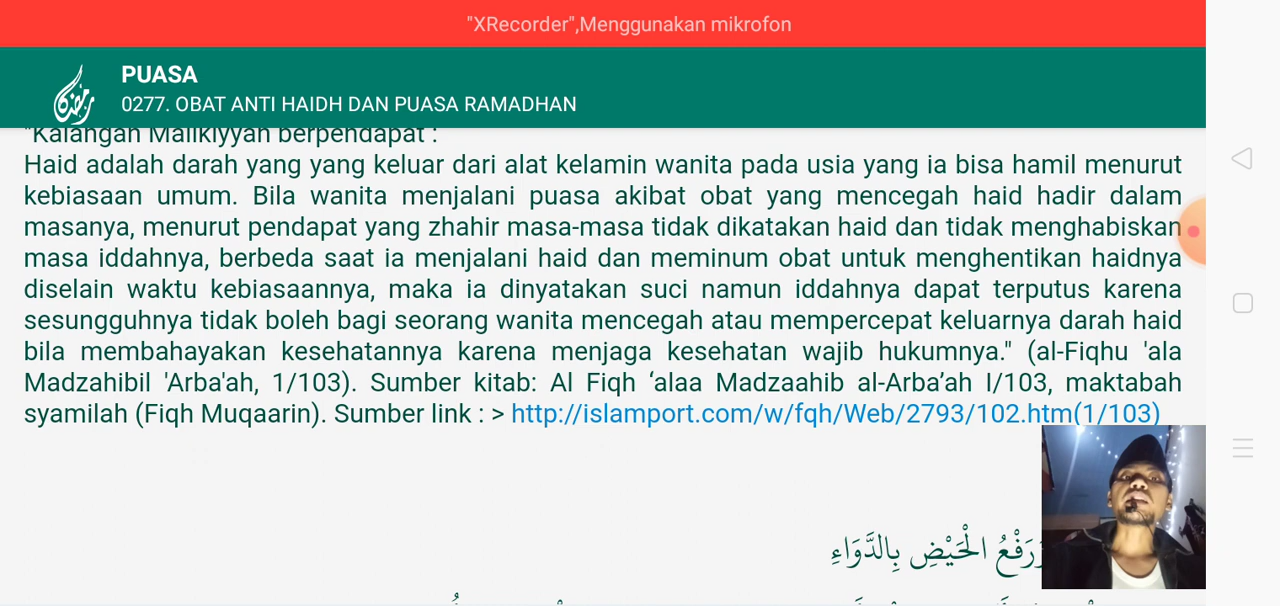 "XRecorder",Menggunakan mikrofon
PUASA
0277. OBAT ANTI HAIDH DAN PUASA RAMADHAN
"Kalangan Malikiyyah berpendapat :
Haid adalah darah yang yang keluar dari alat kelamin wanita pada usia yang ia bisa hamil menurut
kebiasaan umum. Bila wanita menjalani puasa akibat obat yang mencegah haid hadir dalam
masanya, menurut pendapat yang zhahir masa-masa tidak dikatakan haid dan tidak menghabiskan
masa iddahnya, berbeda saat ia menjalani haid dan meminum obat untuk menghentikan haidnya
diselain waktu kebiasaannya, maka ia dinyatakan suci namun iddahnya dapat terputus karena
sesungguhnya tidak boleh bagi seorang wanita mencegah atau mempercepat keluarnya darah haid
bila membahayakan kesehatannya karena menjaga kesehatan wajib hukumnya." (al-Fiqhu 'ala
Madzahibil 'Arba'ah, 1/103). Sumber kitab: Al Fiqh ‘alaa Madzaahib al-Arba’ah I/103, maktabah
syamilah (Fiqh Muqaarin). Sumber link : > http://islamport.com/w/fqh/Web/2793/102.htm(1/103)
رَفْعُ الْحَيْضِ بِالدَّوَاءِ